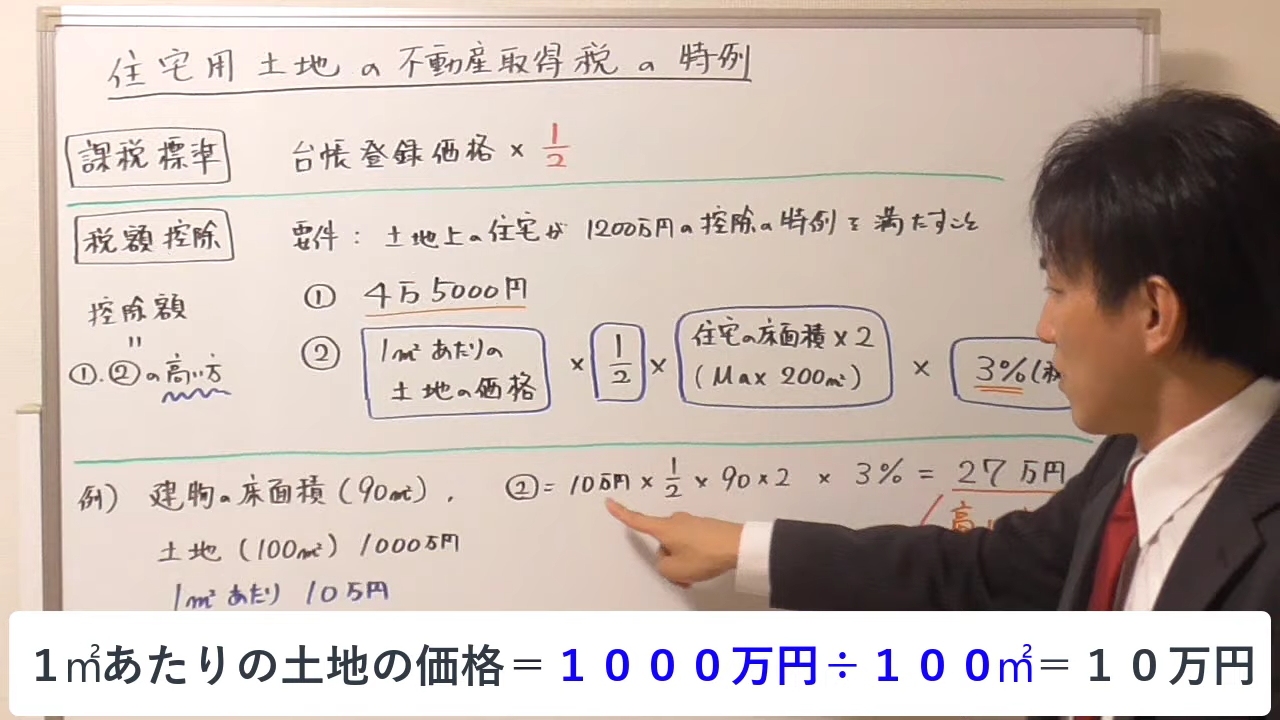 住宅用土地の不動産取得税の特例
課税標準 台帳登録価格 × 1/2
税額控除 要件：土地上の住宅が1200万円の控除の特例を満たすこと
控除額
〃
①.②の高い方
① 4万5000円
② 1㎡あたりの土地の価格 × 1/2 × 住宅の床面積×2 (Max 200㎡) × 3%
例) 建物の床面積(90㎡).
土地(100㎡) 1000万円
1㎡あたり 10万円
②= 10万円 × 1/2 × 90×2 × 3% = 27万円
高い
1㎡あたりの土地の価格＝１０００万円÷１００㎡＝１０万円